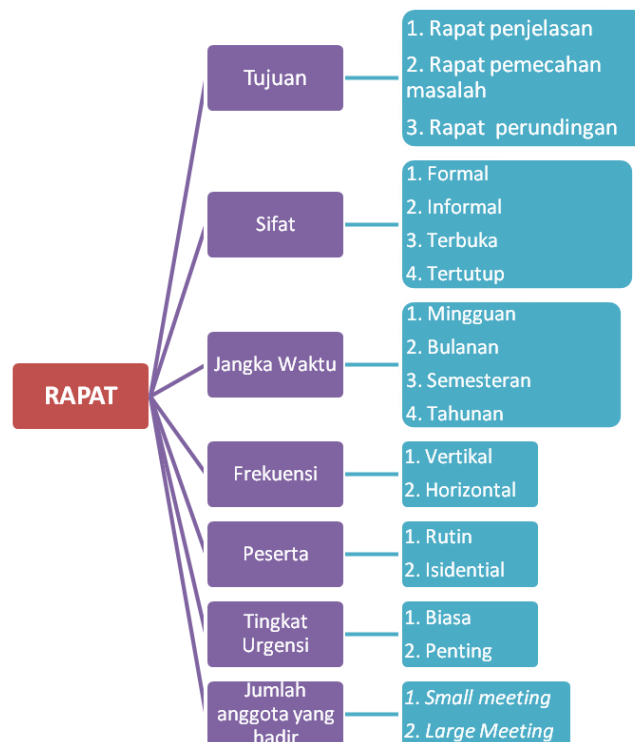 RAPAT
Tujuan
1. Rapat penjelasan
2. Rapat pemecahan
masalah
3. Rapat perundingan
Sifat
1. Formal
2. Informal
3. Terbuka
4. Tertutup
Jangka Waktu
1. Mingguan
2. Bulanan
3. Semesteran
4. Tahunan
Frekuensi
1. Vertikal
2. Horizontal
Peserta
1. Rutin
2. Isidential
Tingkat
Urgensi
1. Biasa
2. Penting
Jumlah
anggota yang
hadir
1. Small meeting
2. Large Meeting